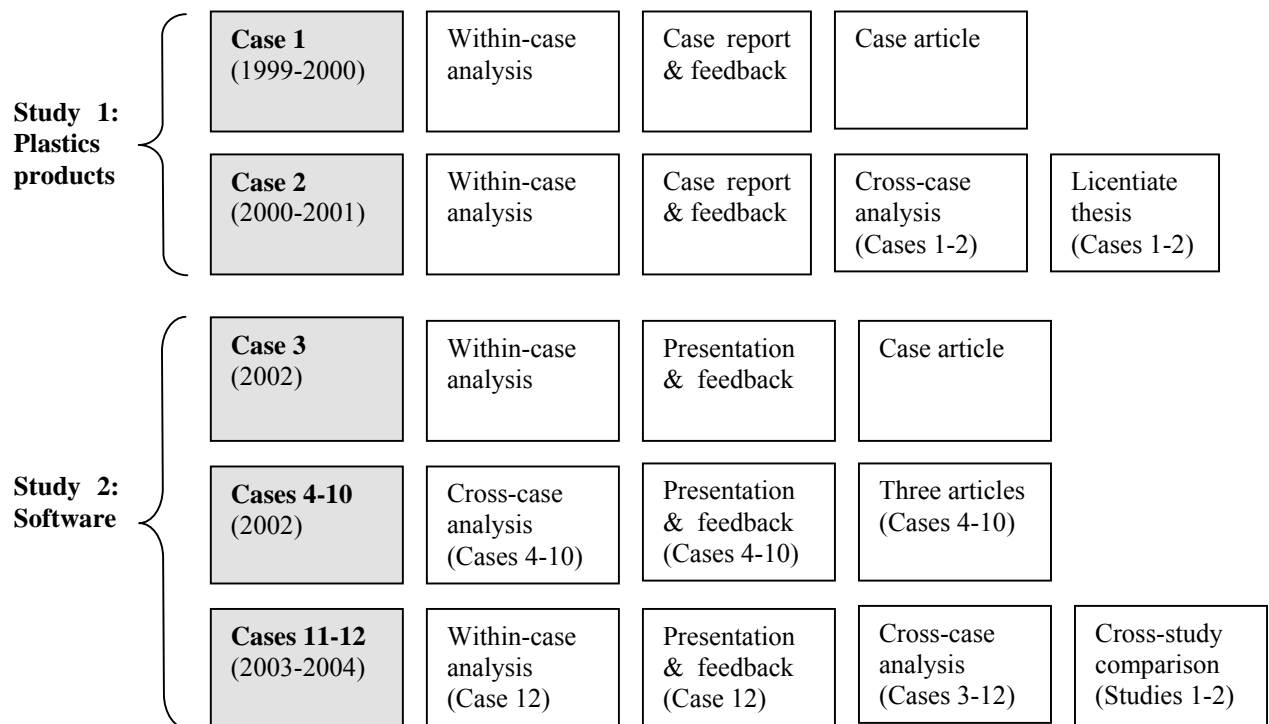 Study 1:
Plastics
products
Case 1
(1999-2000)
Within-case
analysis
Case report
& feedback
Case article
Case 2
(2000-2001)
Within-case
analysis
Case report
& feedback
Cross-case
analysis
(Cases 1-2)
Licentiate
thesis
(Cases 1-2)
Study 2:
Software
Case 3
(2002)
Within-case
analysis
Presentation
& feedback
Case article
Cases 4-10
(2002)
Cross-case
analysis
(Cases 4-10)
Presentation
& feedback
(Cases 4-10)
Three articles
(Cases 4-10)
Cases 11-12
(2003-2004)
Within-case
analysis
(Case 12)
Presentation
& feedback
(Case 12)
Cross-case
analysis
(Cases 3-12)
Cross-study
comparison
(Studies 1-2)